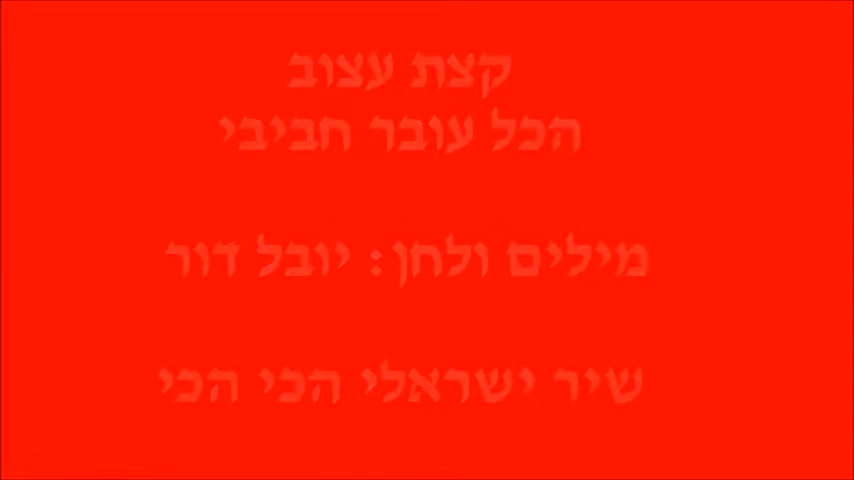 קצת עצוב
הכל עובר חביבי
מילים ולחן: יובל דור
שיר ישראלי הכי הכי